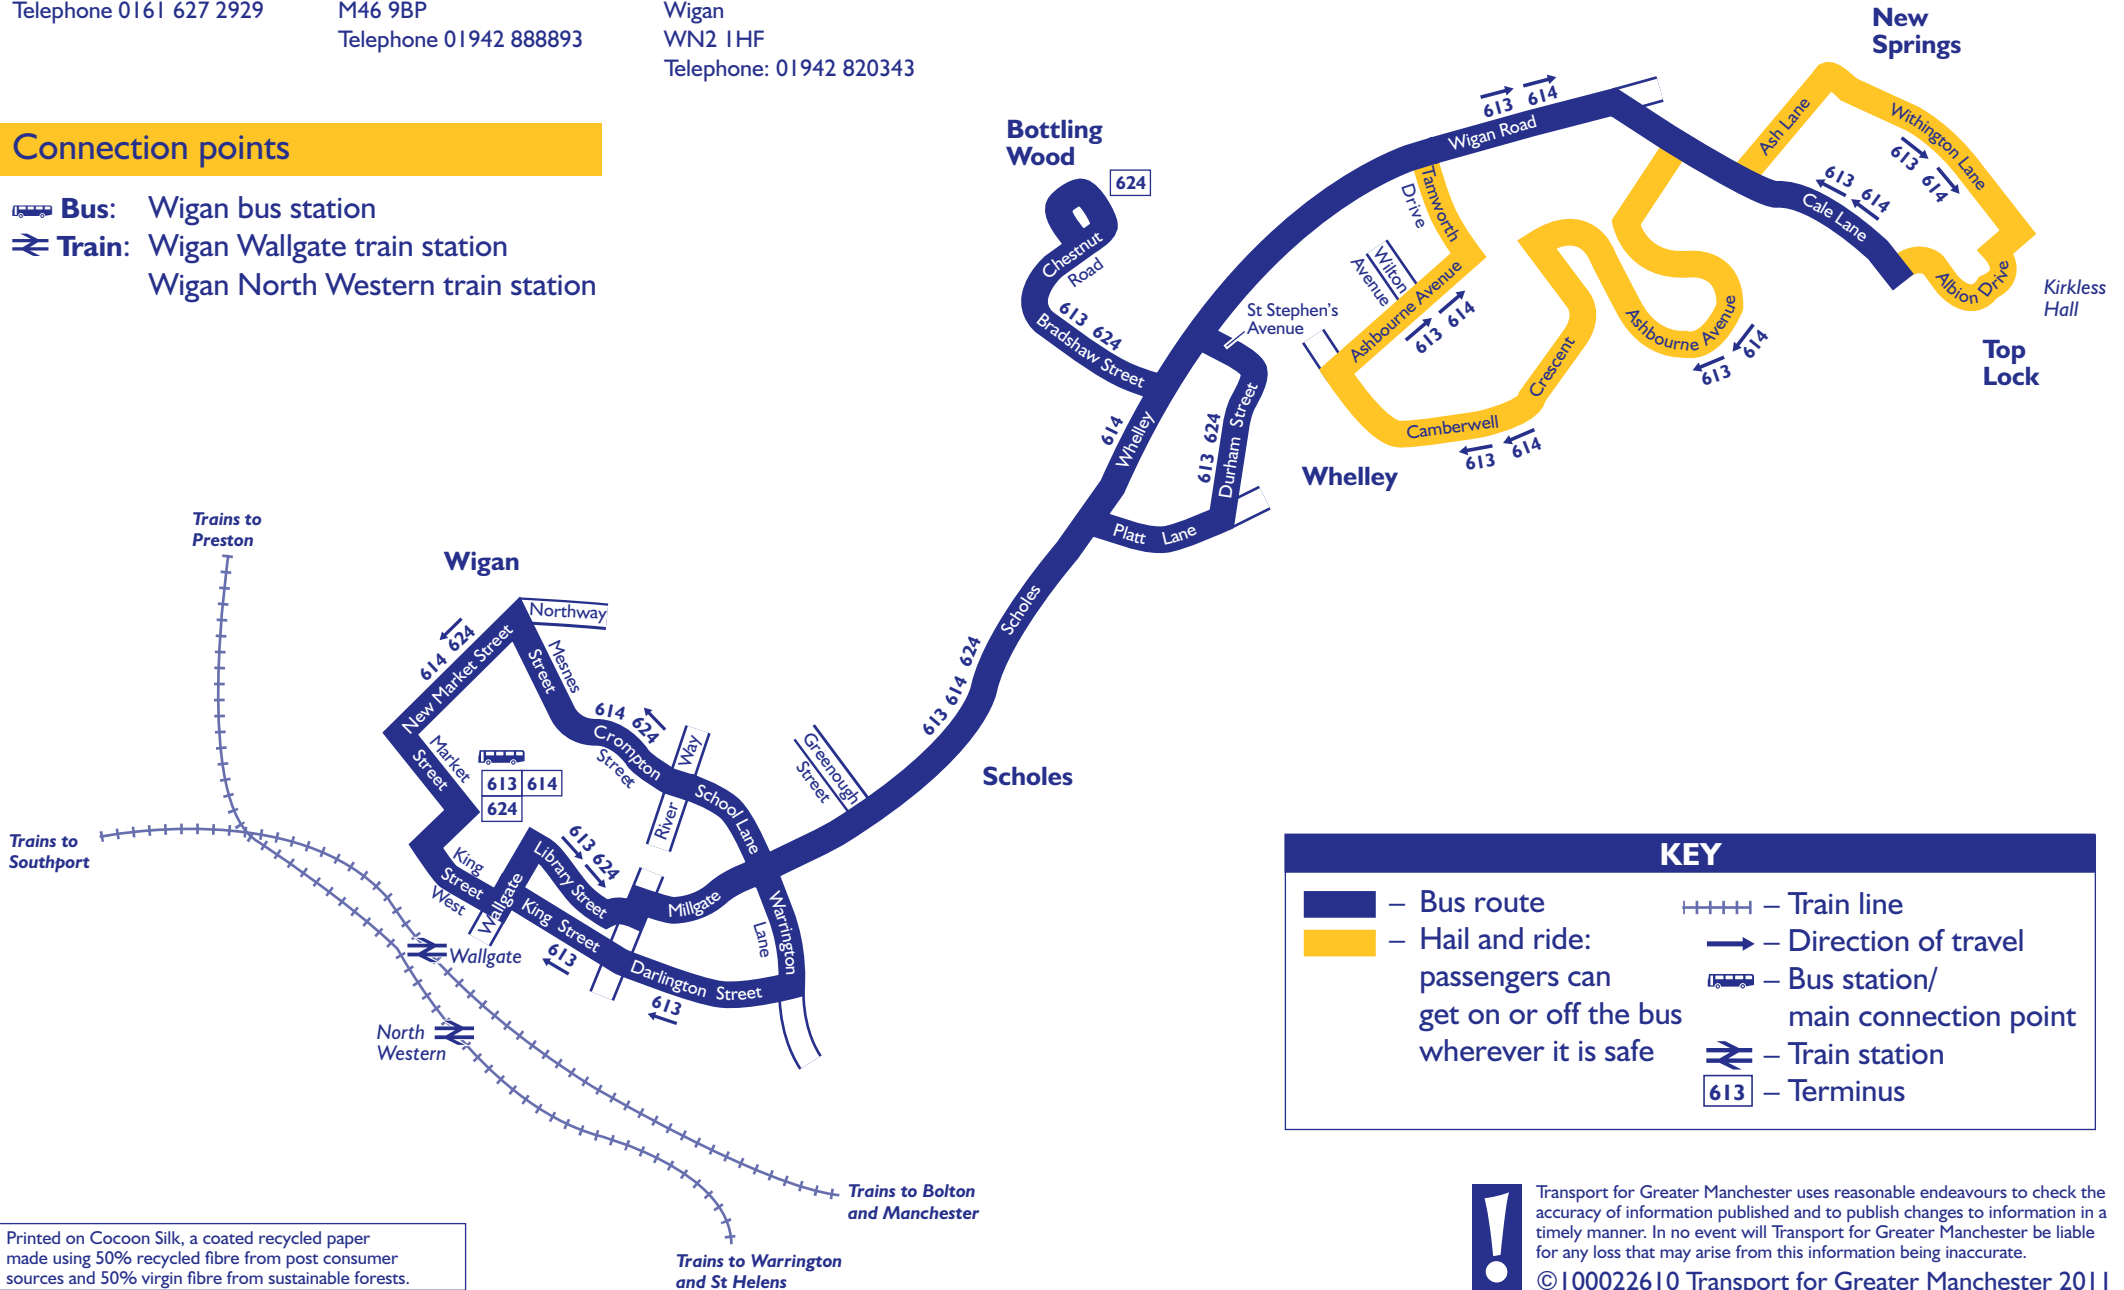 Telephone 0161 627 2929
M46 9BP
Telephone 01942 888893
Wigan
WN2 1HF
Telephone: 01942 820343
Connection points
Bus: Wigan bus station
Train: Wigan Wallgate train station
Wigan North Western train station
New
Springs
Bottling
Wood
624
Chestnut
Road
613 624
Bradshaw Street
613 614
Wigan Road
Ash Lane
Withington Lane
613 614
613 614
Cale Lane
Albion Drive
Kirkless
Hall
Top
Lock
Tamworth
Drive
Wilton
Avenue
Ashbourne Avenue
613 614
St Stephen's
Avenue
Ashbourne Avenue
613 614
Crescent
Camberwell
613 614
Whelley
614
Whelley
613 624
Durham Street
Platt Lane
Scholes
613 614 624
Scholes
Trains to
Preston
Wigan
Northway
614 624
New Market Street
Mesnes
Street
614 624
Crompton
Street
Way
River
School Lane
Greenough
Street
Market
Street
613 614
624
613 624
Library Street
Millgate
King
Street
West
Wallgate
King Street
613
Darlington Street
613
Warrington
Lane
Trains to
Southport
Wallgate
North
Western
Trains to Bolton
and Manchester
Trains to Warrington
and St Helens
KEY
– Bus route
– Hail and ride:
passengers can
get on or off the bus
wherever it is safe
– Train line
– Direction of travel
– Bus station/
main connection point
– Train station
613 – Terminus
Printed on Cocoon Silk, a coated recycled paper
made using 50% recycled fibre from post consumer
sources and 50% virgin fibre from sustainable forests.
!
Transport for Greater Manchester uses reasonable endeavours to check the
accuracy of information published and to publish changes to information in a
timely manner. In no event will Transport for Greater Manchester be liable
for any loss that may arise from this information being inaccurate.
©100022610 Transport for Greater Manchester 2011